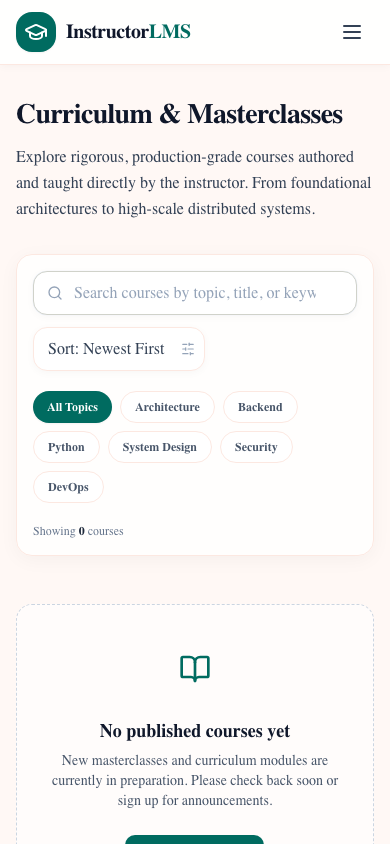 InstructorLMS
Curriculum & Masterclasses
Explore rigorous, production-grade courses authored
and taught directly by the instructor. From foundational
architectures to high-scale distributed systems.
Search courses by topic, title, or keyw
Sort: Newest First
All Topics
Architecture
Backend
Python
System Design
Security
DevOps
Showing 0 courses
No published courses yet
New masterclasses and curriculum modules are
currently in preparation. Please check back soon or
sign up for announcements.